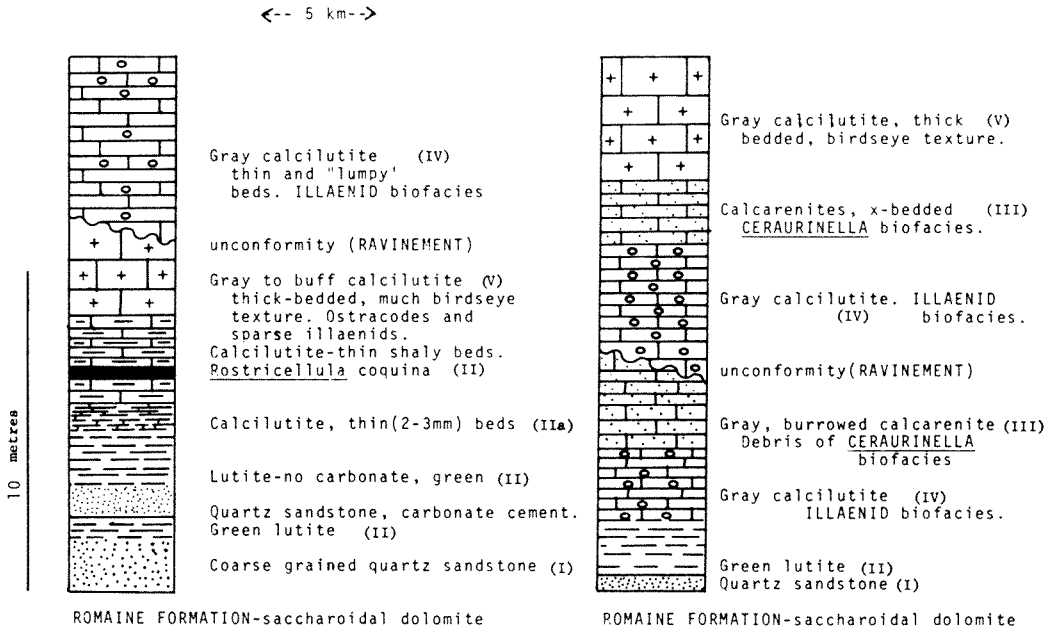 <-- 5 km-->
Gray calcilutite (IV)
thin and "lumpy'
beds. ILLAENID biofacies
unconformity (RAVINEMENT)
Gray to buff calcilutite (V)
thick-bedded, much birdseye
texture. Ostracodes and
sparse illaenids.
Calcilutite-thin shaly beds.
Rostricellula coquina (II)
Calcilutite, thin(2-3mm) beds (IIa)
Lutite-no carbonate, green (II)
Quartz sandstone, carbonate cement.
Green lutite (II)
Coarse grained quartz sandstone (I)
10 metres
ROMAINE FORMATION-saccharoidal dolomite
Gray calcilutite, thick (V)
bedded, birdseye texture.
Calcarenites, x-bedded (III)
CERAURINELLA biofacies.
Gray calcilutite. ILLAENID
(IV) biofacies.
unconformity(RAVINEMENT)
Gray, burrowed calcarenite (III)
Debris of CERAURINELLA
biofacies
Gray calcilutite (IV)
ILLAENID biofacies.
Green lutite (II)
Quartz sandstone (I)
ROMAINE FORMATION-saccharoidal dolomite